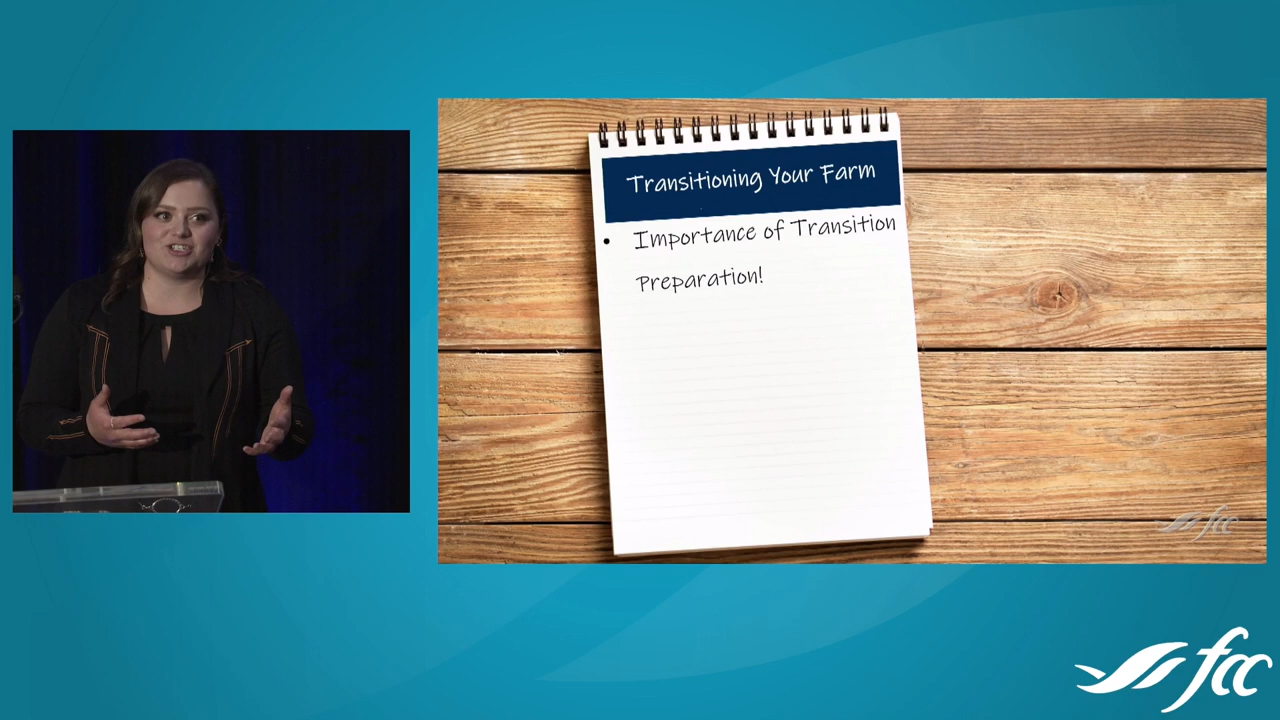 Transitioning Your Farm
• Importance of Transition
Preparation!
fcc
fcc